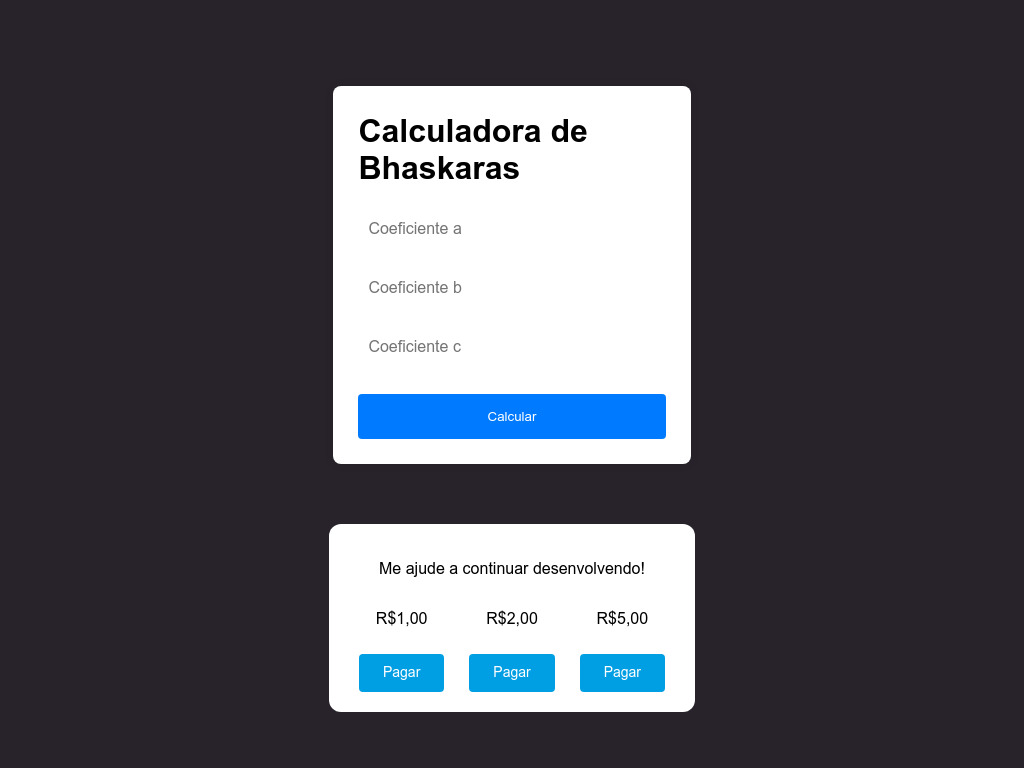 Calculadora de
Bhaskaras
Coeficiente a
Coeficiente b
Coeficiente c
Calcular
Me ajude a continuar desenvolvendo!
R$1,00 R$2,00 R$5,00
Pagar Pagar Pagar